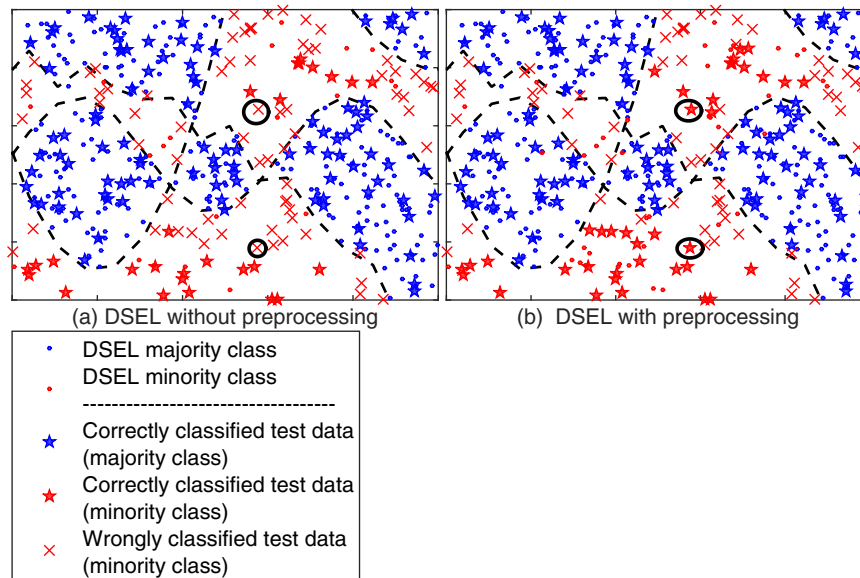 (a) DSEL without preprocessing
(b) DSEL with preprocessing
DSEL majority class
DSEL minority class
Correctly classified test data
(majority class)
Correctly classified test data
(minority class)
Wrongly classified test data
(minority class)